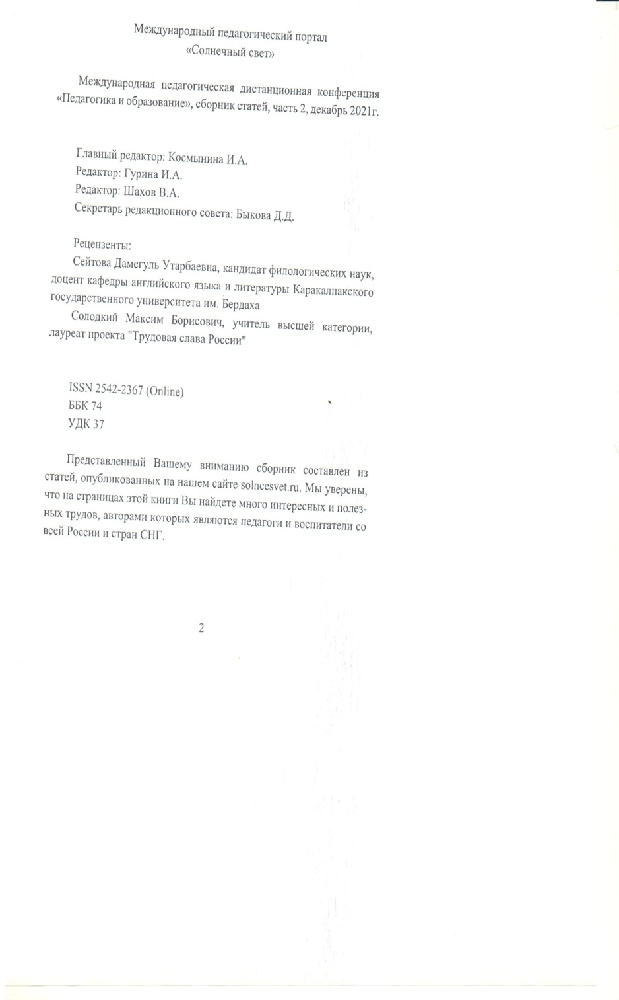 Международный педагогический портал
«Солнечный свет»
Международная педагогическая дистанционная конференция
«Педагогика и образование», сборник статей, часть 2, декабрь 2021г.
Главный редактор: Космынина И.А.
Редактор: Гурина И.А.
Редактор: Шахов В.А.
Секретарь редакционного совета: Быкова Д.Д.
Рецензенты:
Сейтова Дамегуль Утарбаевна, кандидат филологических наук,
доцент кафедры английского языка и литературы Каракалпакского
государственного университета им. Бердаха
Солодкий Максим Борисович, учитель высшей категории,
лауреат проекта "Трудовая слава России"
ISSN 2542-2367 (Online)
ББК 74
УДК 37
Представленный Вашему вниманию сборник составлен из
статей, опубликованных на нашем сайте solncesvet.ru. Мы уверены,
что на страницах этой книги Вы найдете много интересных и полез-
ных трудов, авторами которых являются педагоги и воспитатели со
всей России и стран СНГ.
2